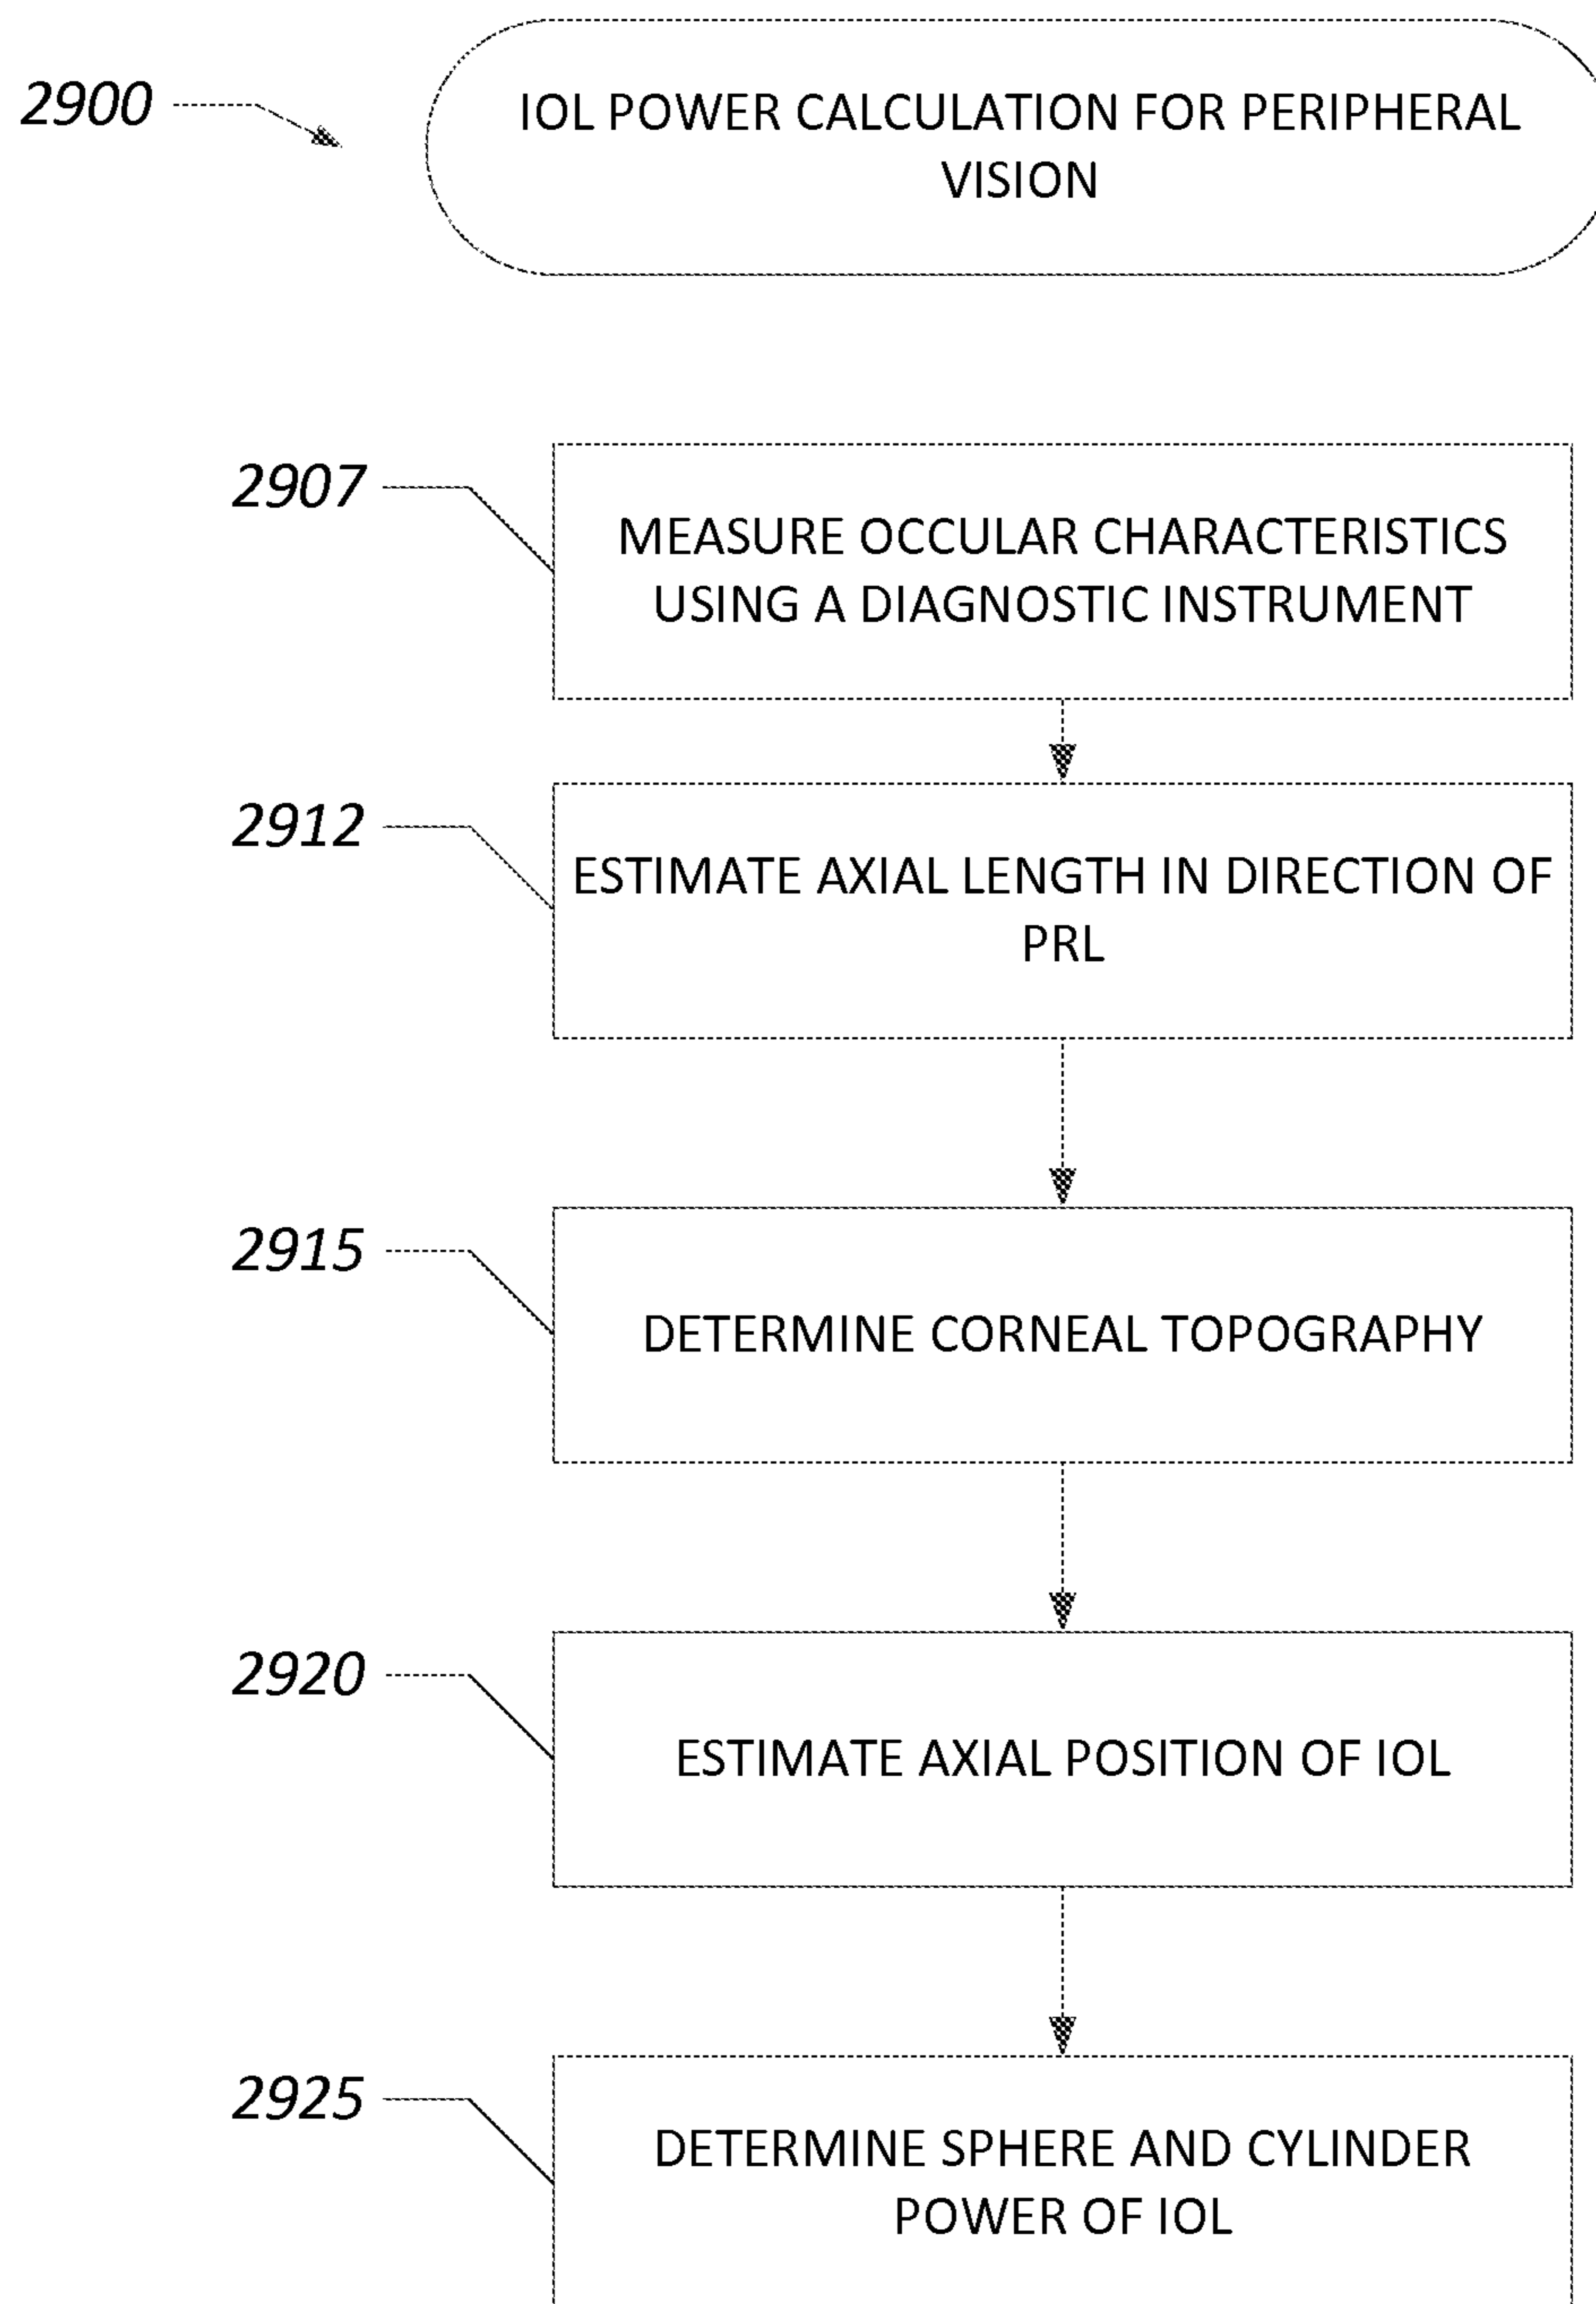 2900
IOL POWER CALCULATION FOR PERIPHERAL
VISION
2907
MEASURE OCCULAR CHARACTERISTICS
USING A DIAGNOSTIC INSTRUMENT
2912
ESTIMATE AXIAL LENGTH IN DIRECTION OF
PRL
2915
DETERMINE CORNEAL TOPOGRAPHY
2920
ESTIMATE AXIAL POSITION OF IOL
2925
DETERMINE SPHERE AND CYLINDER
POWER OF IOL